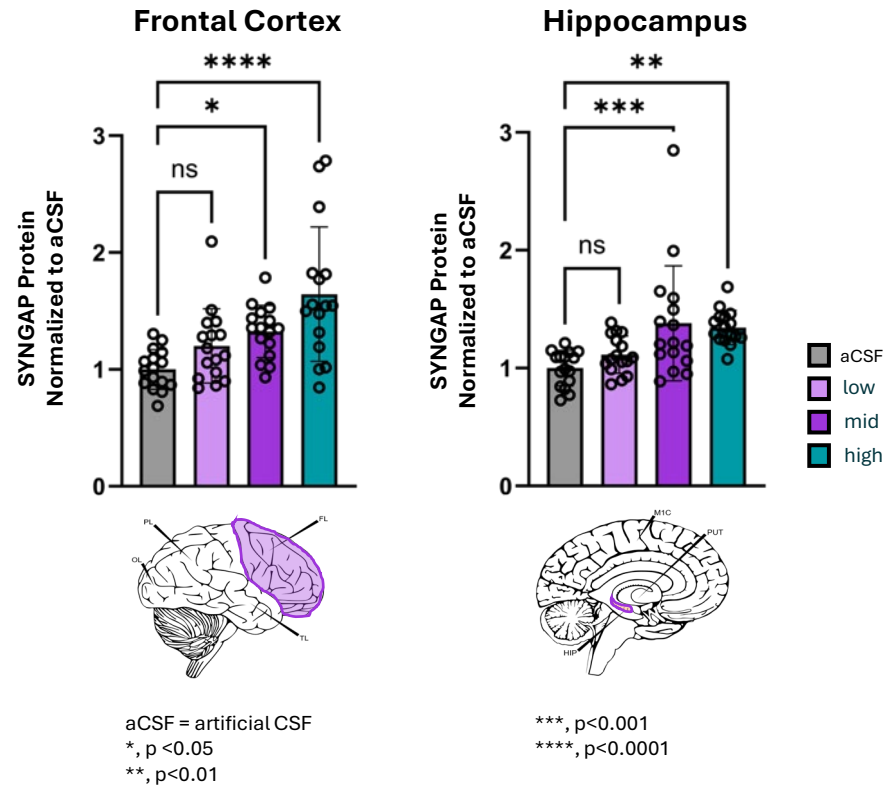 Frontal Cortex
****
*
ns
3
2
1
0
SYNGAP Protein
Normalized to aCSF
PL
FL
OL
TL
Hippocampus
**
***
ns
3
2
1
0
SYNGAP Protein
Normalized to aCSF
M1C
PUT
HIP
aCSF
low
mid
high
aCSF = artificial CSF
*, p <0.05
**, p<0.01
***, p<0.001
****, p<0.0001